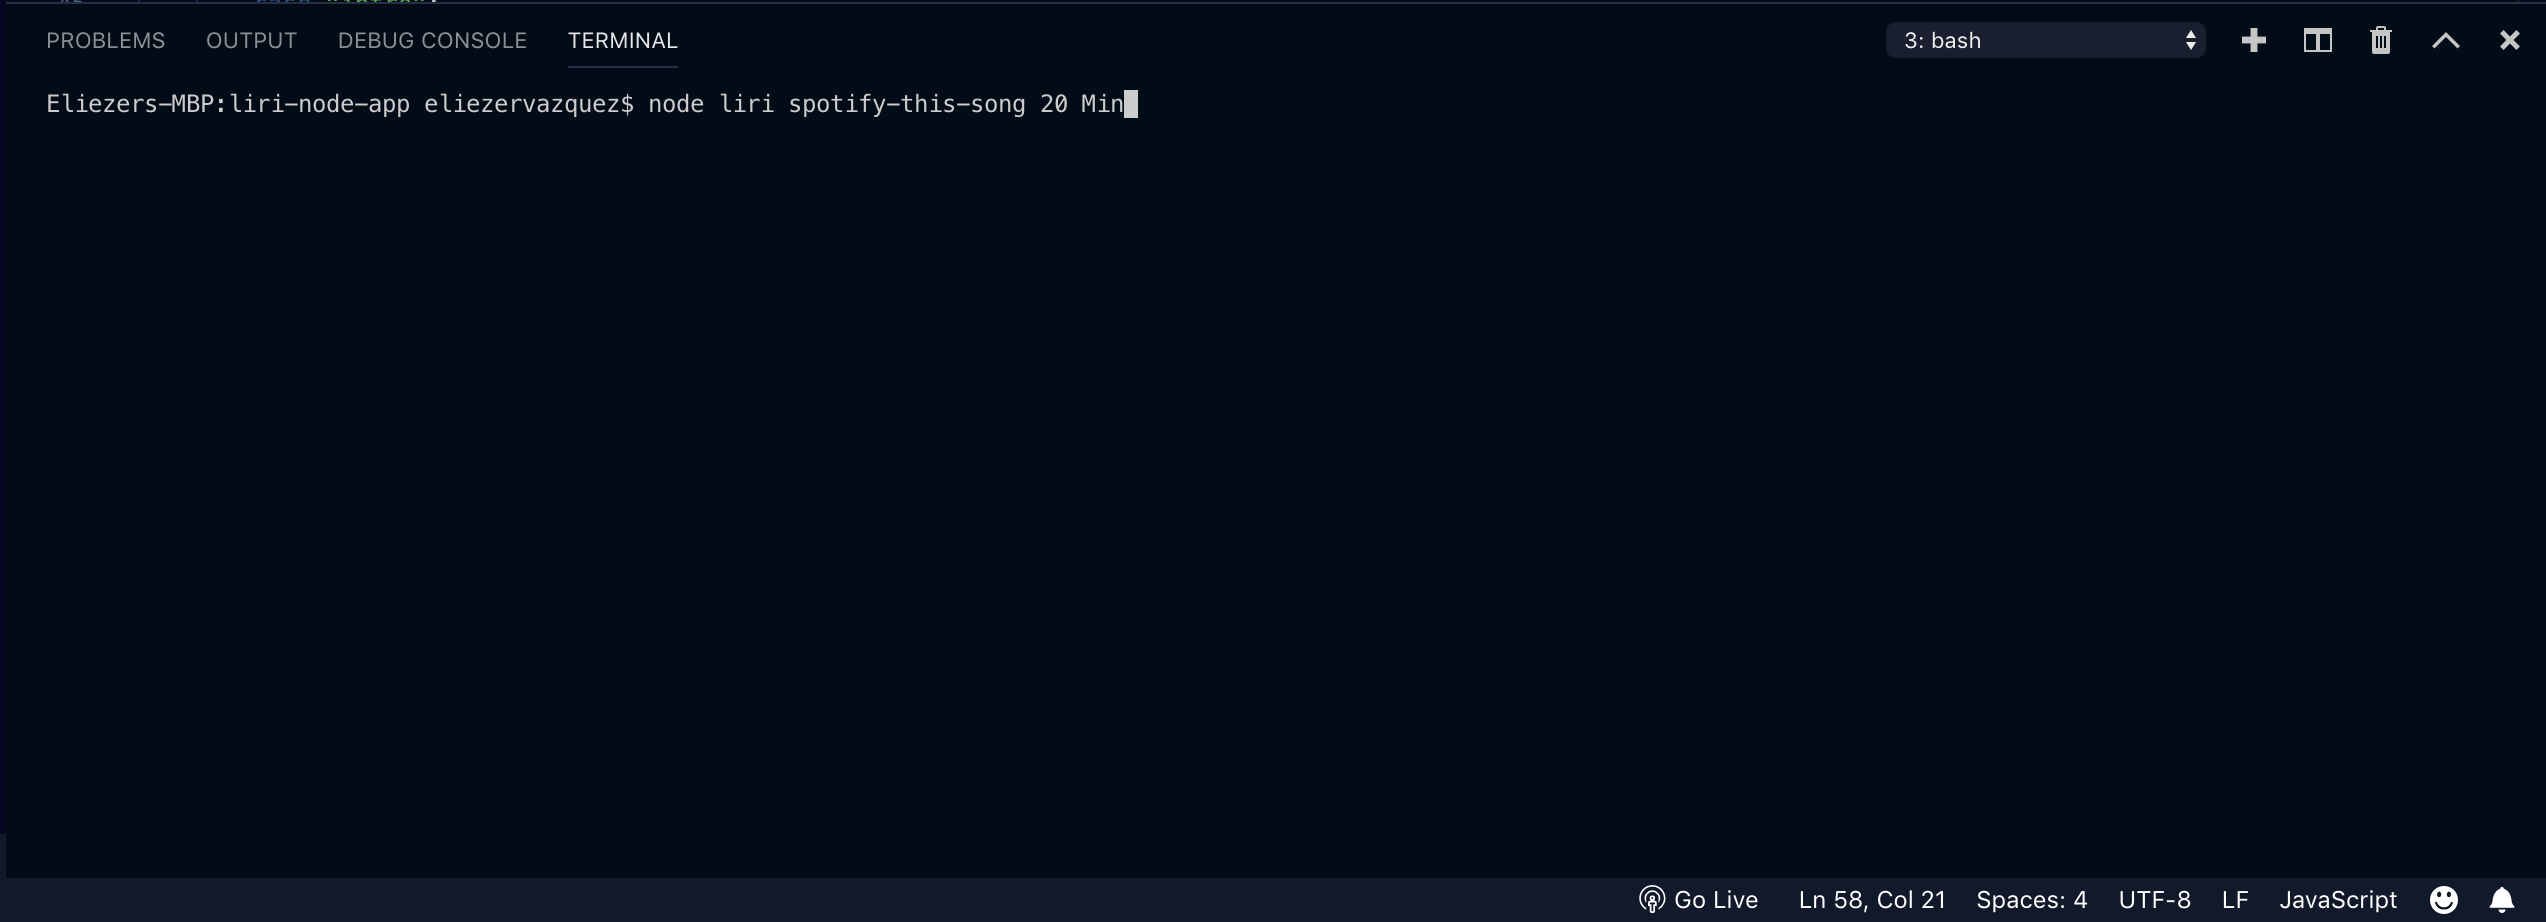 PROBLEMS OUTPUT DEBUG CONSOLE TERMINAL 3: bash
Eliezers-MBP:liri-node-app eliezervazquez$ node liri spotify-this-song 20 Min
Go Live Ln 58, Col 21 Spaces: 4 UTF-8 LF JavaScript